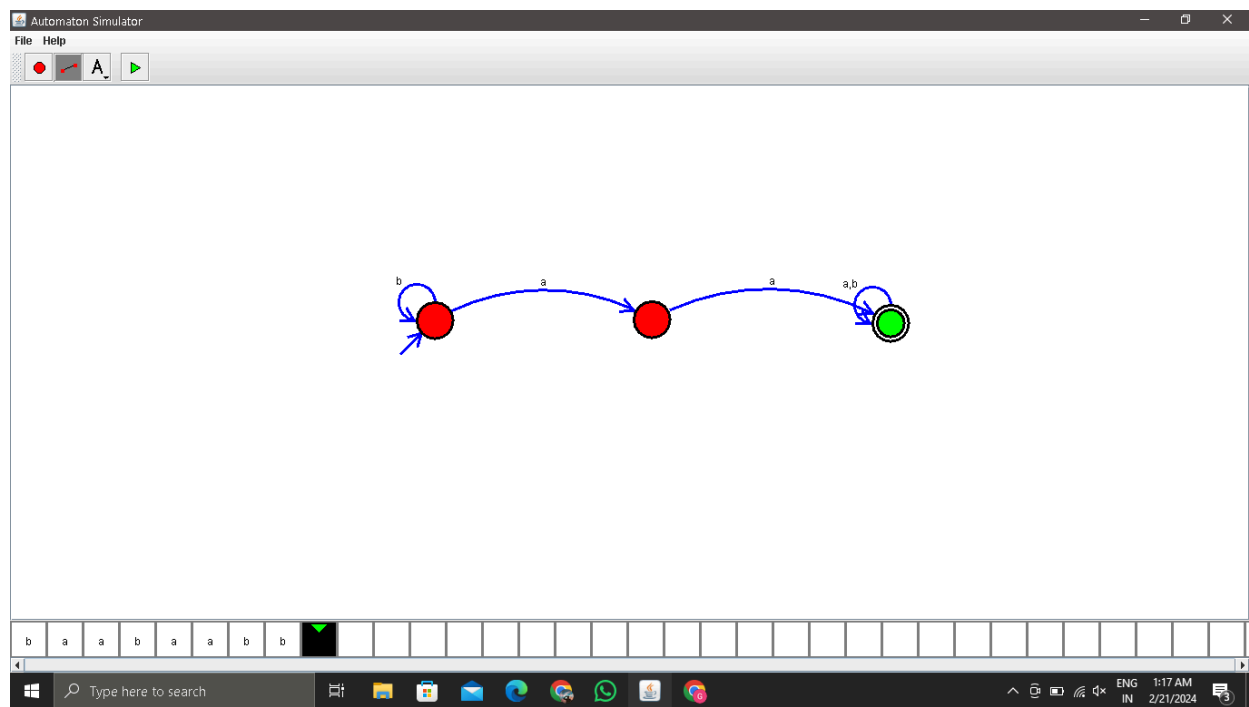 Automaton Simulator
File Help
A
b a a a,b
b a a b a a b b
Type here to search
ENG 1:17 AM
IN 2/21/2024
3